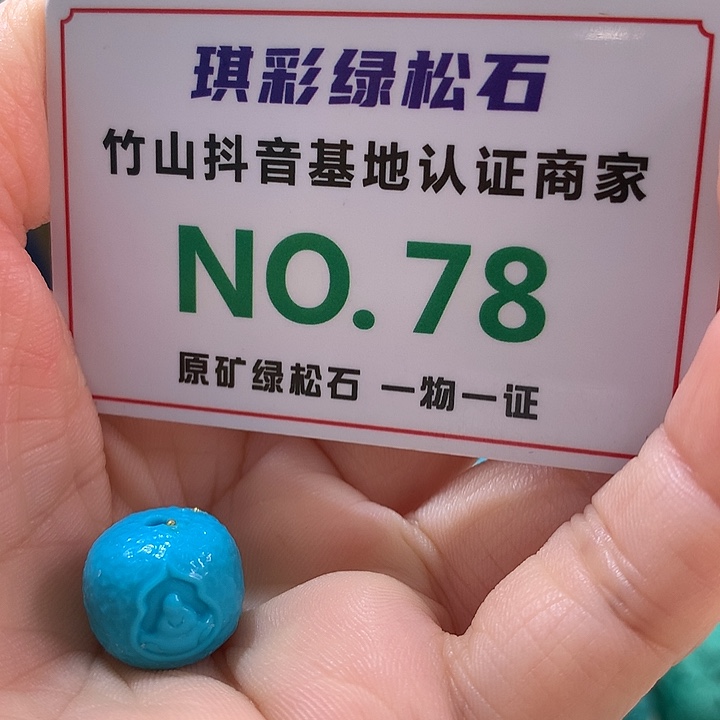 琪彩绿松石
竹山抖音基地认证商家
NO.78
原矿绿松石 一物一证